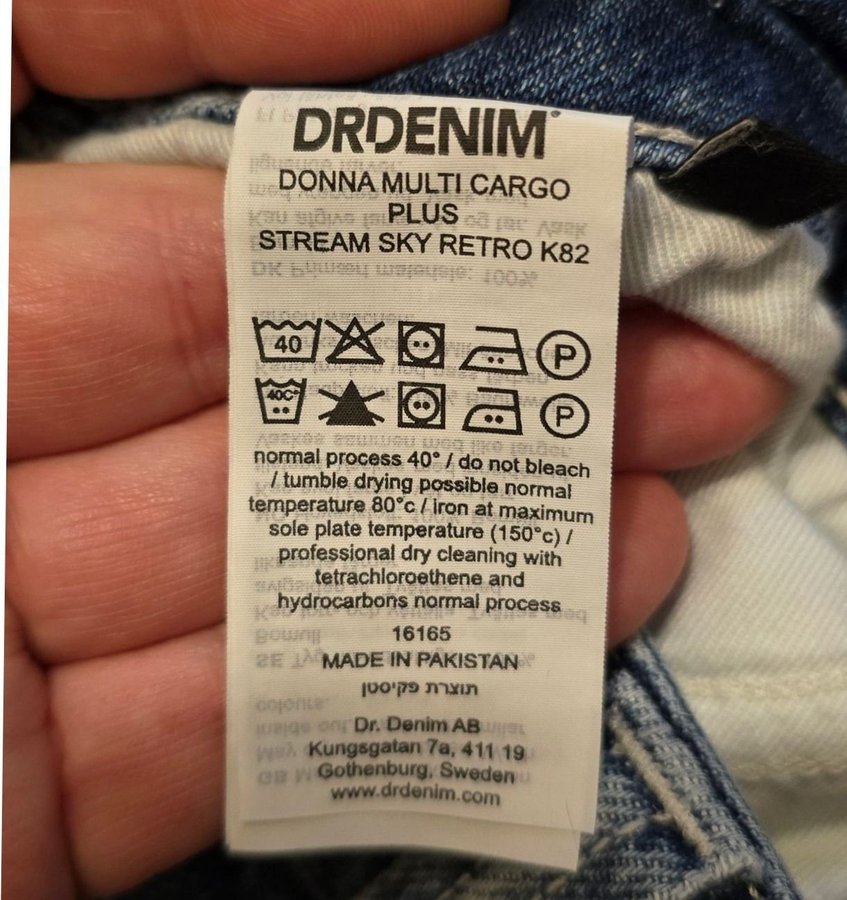 DRDENIM
DONNA MULTI CARGO
PLUS
STREAM SKY RETRO K82
40 P
40C° P
normal process 40° / do not bleach
/ tumble drying possible normal
temperature 80°c / iron at maximum
sole plate temperature (150°c) /
professional dry cleaning with
tetrachloroethene and
hydrocarbons normal process
16165
MADE IN PAKISTAN
תוצרת פקיסטן
Dr. Denim AB
Kungsgatan 7a, 411 19
Gothenburg, Sweden
www.drdenim.com